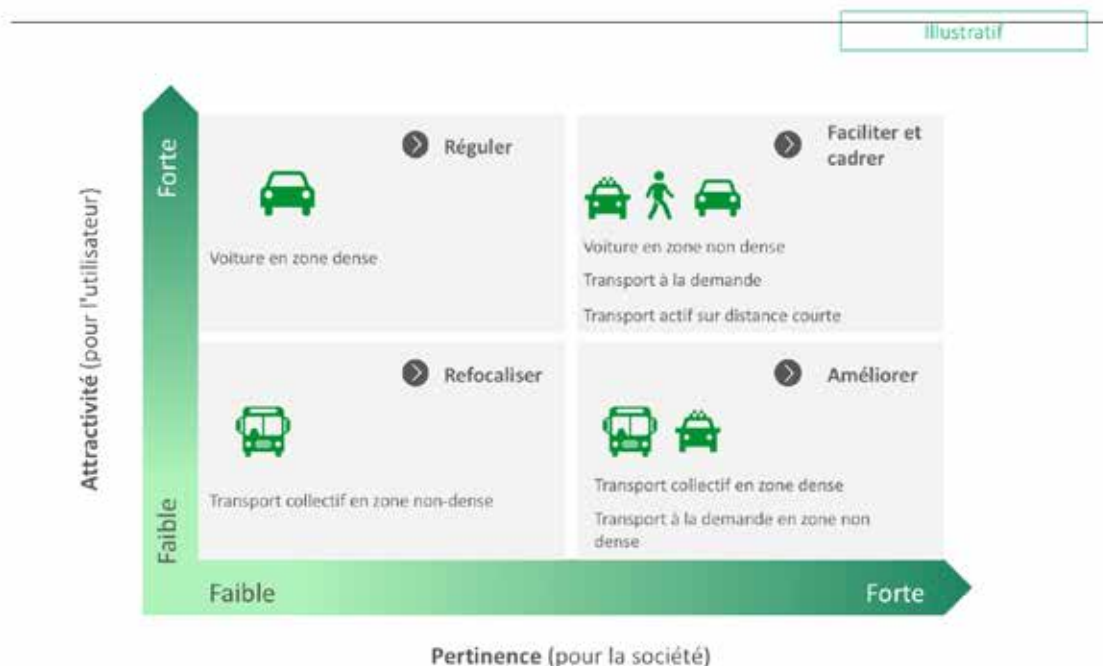 Illustratif
Attractivité (pour l'utilisateur)
Forte
Faible
Réguler
Voiture en zone dense
Faciliter et
cadrer
Voiture en zone non dense
Transport à la demande
Transport actif sur distance courte
Refocaliser
Transport collectif en zone non-dense
Améliorer
Transport collectif en zone dense
Transport à la demande en zone non
dense
Faible
Forte
Pertinence (pour la société)